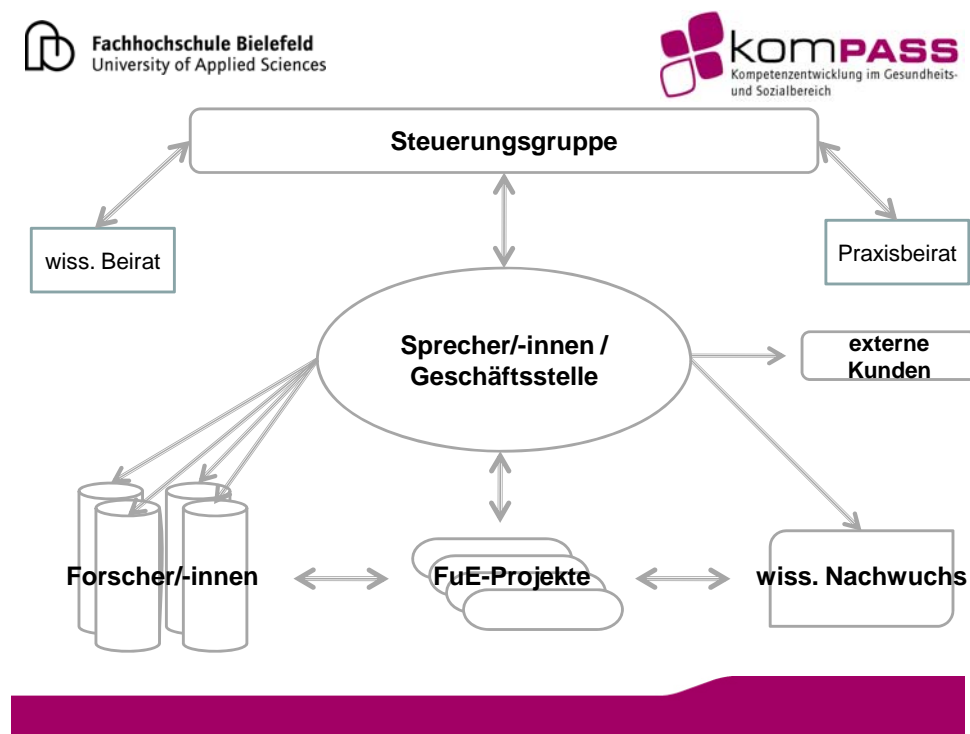 Fachhochschule Bielefeld
University of Applied Sciences
komPASS
Kompetenzentwicklung im Gesundheits-
und Sozialbereich
Steuerungsgruppe
wiss. Beirat
Praxisbeirat
Sprecher/-innen /
Geschäftsstelle
externe
Kunden
Forscher/-innen
FuE-Projekte
wiss. Nachwuchs